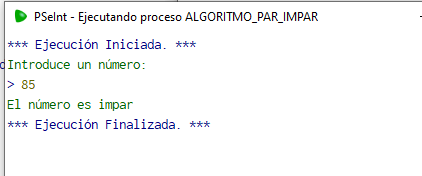 PSeInt - Ejecutando proceso ALGORITMO_PAR_IMPAR
*** Ejecución Iniciada. ***
Introduce un número:
> 85
El número es impar
*** Ejecución Finalizada. ***